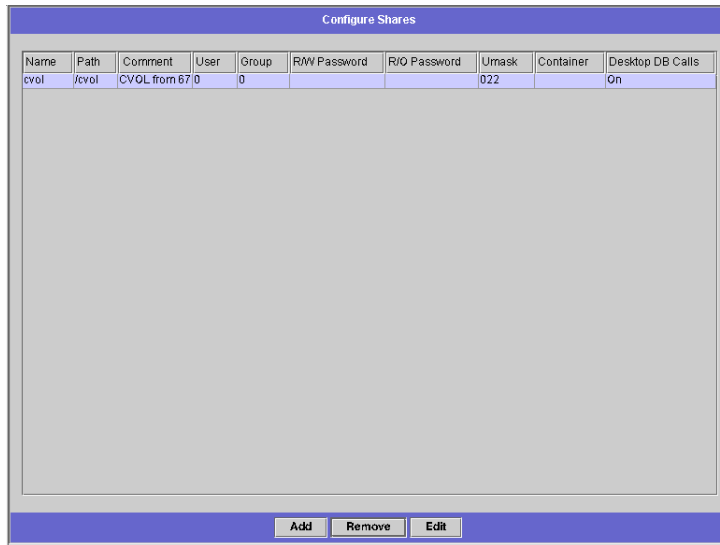 Configure Shares
Name Path Comment User Group R/W Password R/O Password Umask Container Desktop DB Calls
cvol /cvol CVOL from 67 0 0 022 On
Add Remove Edit